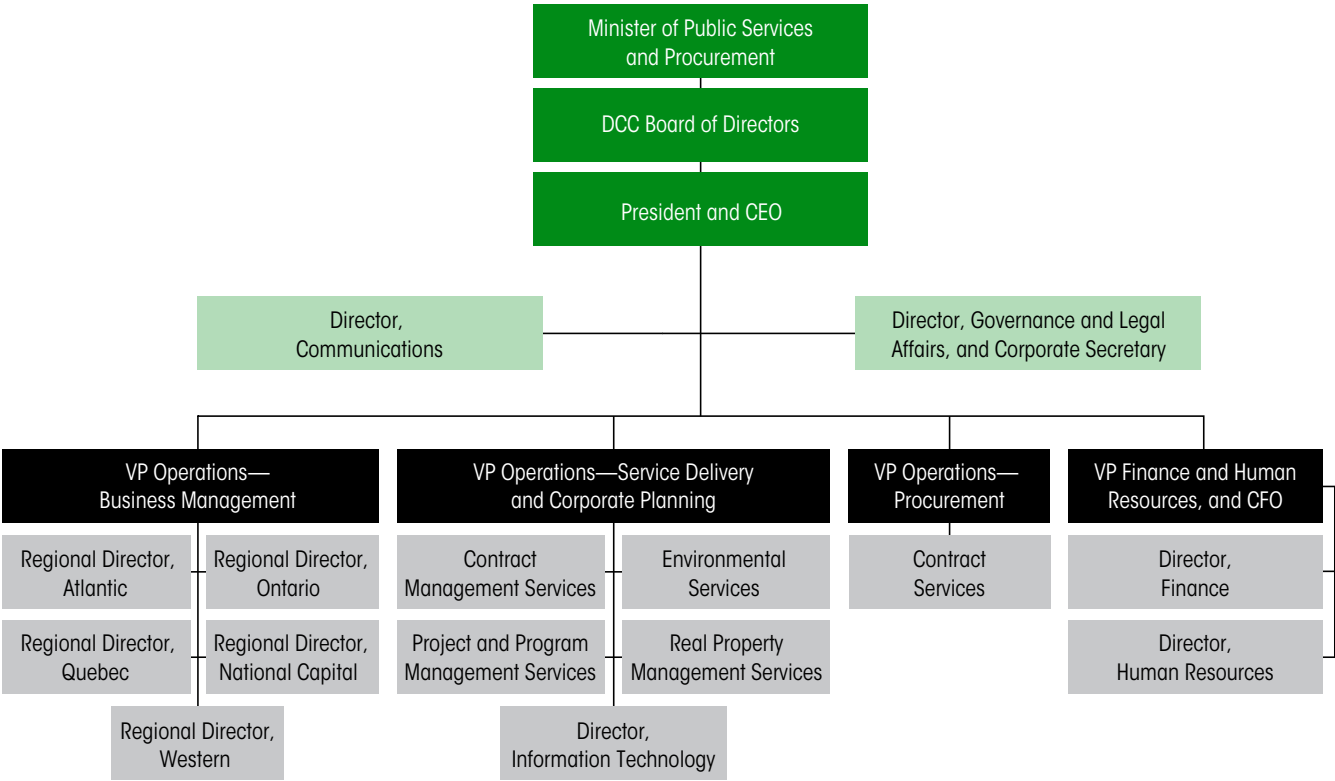 Minister of Public Services
and Procurement
DCC Board of Directors
President and CEO
Director,
Communications
Director, Governance and Legal
Affairs, and Corporate Secretary
VP Operations—
Business Management
VP Operations—Service Delivery
and Corporate Planning
VP Operations—
Procurement
VP Finance and Human
Resources, and CFO
Regional Director,
Atlantic
Regional Director,
Ontario
Contract
Management Services
Environmental
Services
Contract
Services
Director,
Finance
Regional Director,
Quebec
Regional Director,
National Capital
Project and Program
Management Services
Real Property
Management Services
Director,
Human Resources
Regional Director,
Western
Director,
Information Technology